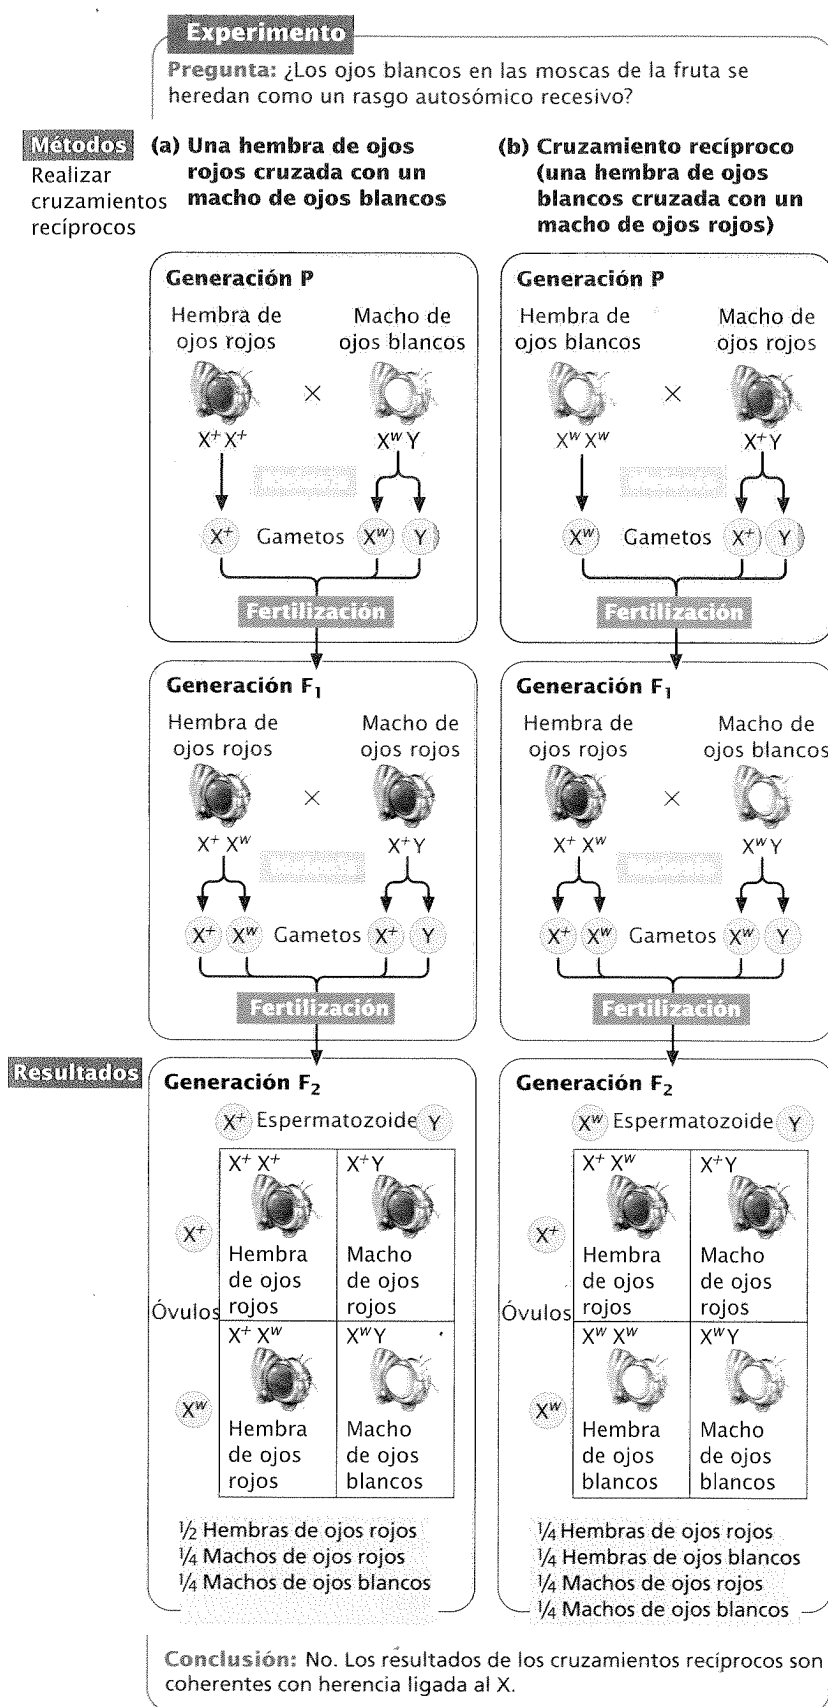 Experimento
Pregunta: ¿Los ojos blancos en las moscas de la fruta se
heredan como un rasgo autosómico recesivo?
Métodos
Realizar
cruzamientos
recíprocos
(a) Una hembra de ojos
rojos cruzada con un
macho de ojos blancos
(b) Cruzamiento recíproco
(una hembra de ojos
blancos cruzada con un
macho de ojos rojos)
Generación P
Hembra de
ojos rojos
Macho de
ojos blancos
×
X⁺ X⁺
Xʷ Y
X⁺
Gametos
Xʷ
Y
Fertilización
Generación P
Hembra de
ojos blancos
Macho de
ojos rojos
×
Xʷ Xʷ
X⁺ Y
Xʷ
Gametos
X⁺
Y
Fertilización
Generación F₁
Hembra de
ojos rojos
Macho de
ojos rojos
×
X⁺ Xʷ
X⁺ Y
X⁺
Xʷ
Gametos
X⁺
Y
Fertilización
Generación F₁
Hembra de
ojos rojos
Macho de
ojos blancos
×
X⁺ Xʷ
Xʷ Y
X⁺
Xʷ
Gametos
Xʷ
Y
Fertilización
Resultados
Generación F₂
X⁺ Espermatozoide Y
X⁺ X⁺
X⁺ Y
X⁺
Hembra
de ojos
rojos
Macho
de ojos
rojos
Óvulos
X⁺ Xʷ
Xʷ Y
Xʷ
Hembra
de ojos
rojos
Macho
de ojos
blancos
½ Hembras de ojos rojos
¼ Machos de ojos rojos
¼ Machos de ojos blancos
Generación F₂
Xʷ Espermatozoide Y
X⁺ Xʷ
X⁺ Y
X⁺
Hembra
de ojos
rojos
Macho
de ojos
rojos
Óvulos
Xʷ Xʷ
Xʷ Y
Xʷ
Hembra
de ojos
blancos
Macho
de ojos
blancos
¼ Hembras de ojos rojos
¼ Hembras de ojos blancos
¼ Machos de ojos rojos
¼ Machos de ojos blancos
Conclusión: No. Los resultados de los cruzamientos recíprocos son
coherentes con herencia ligada al X.